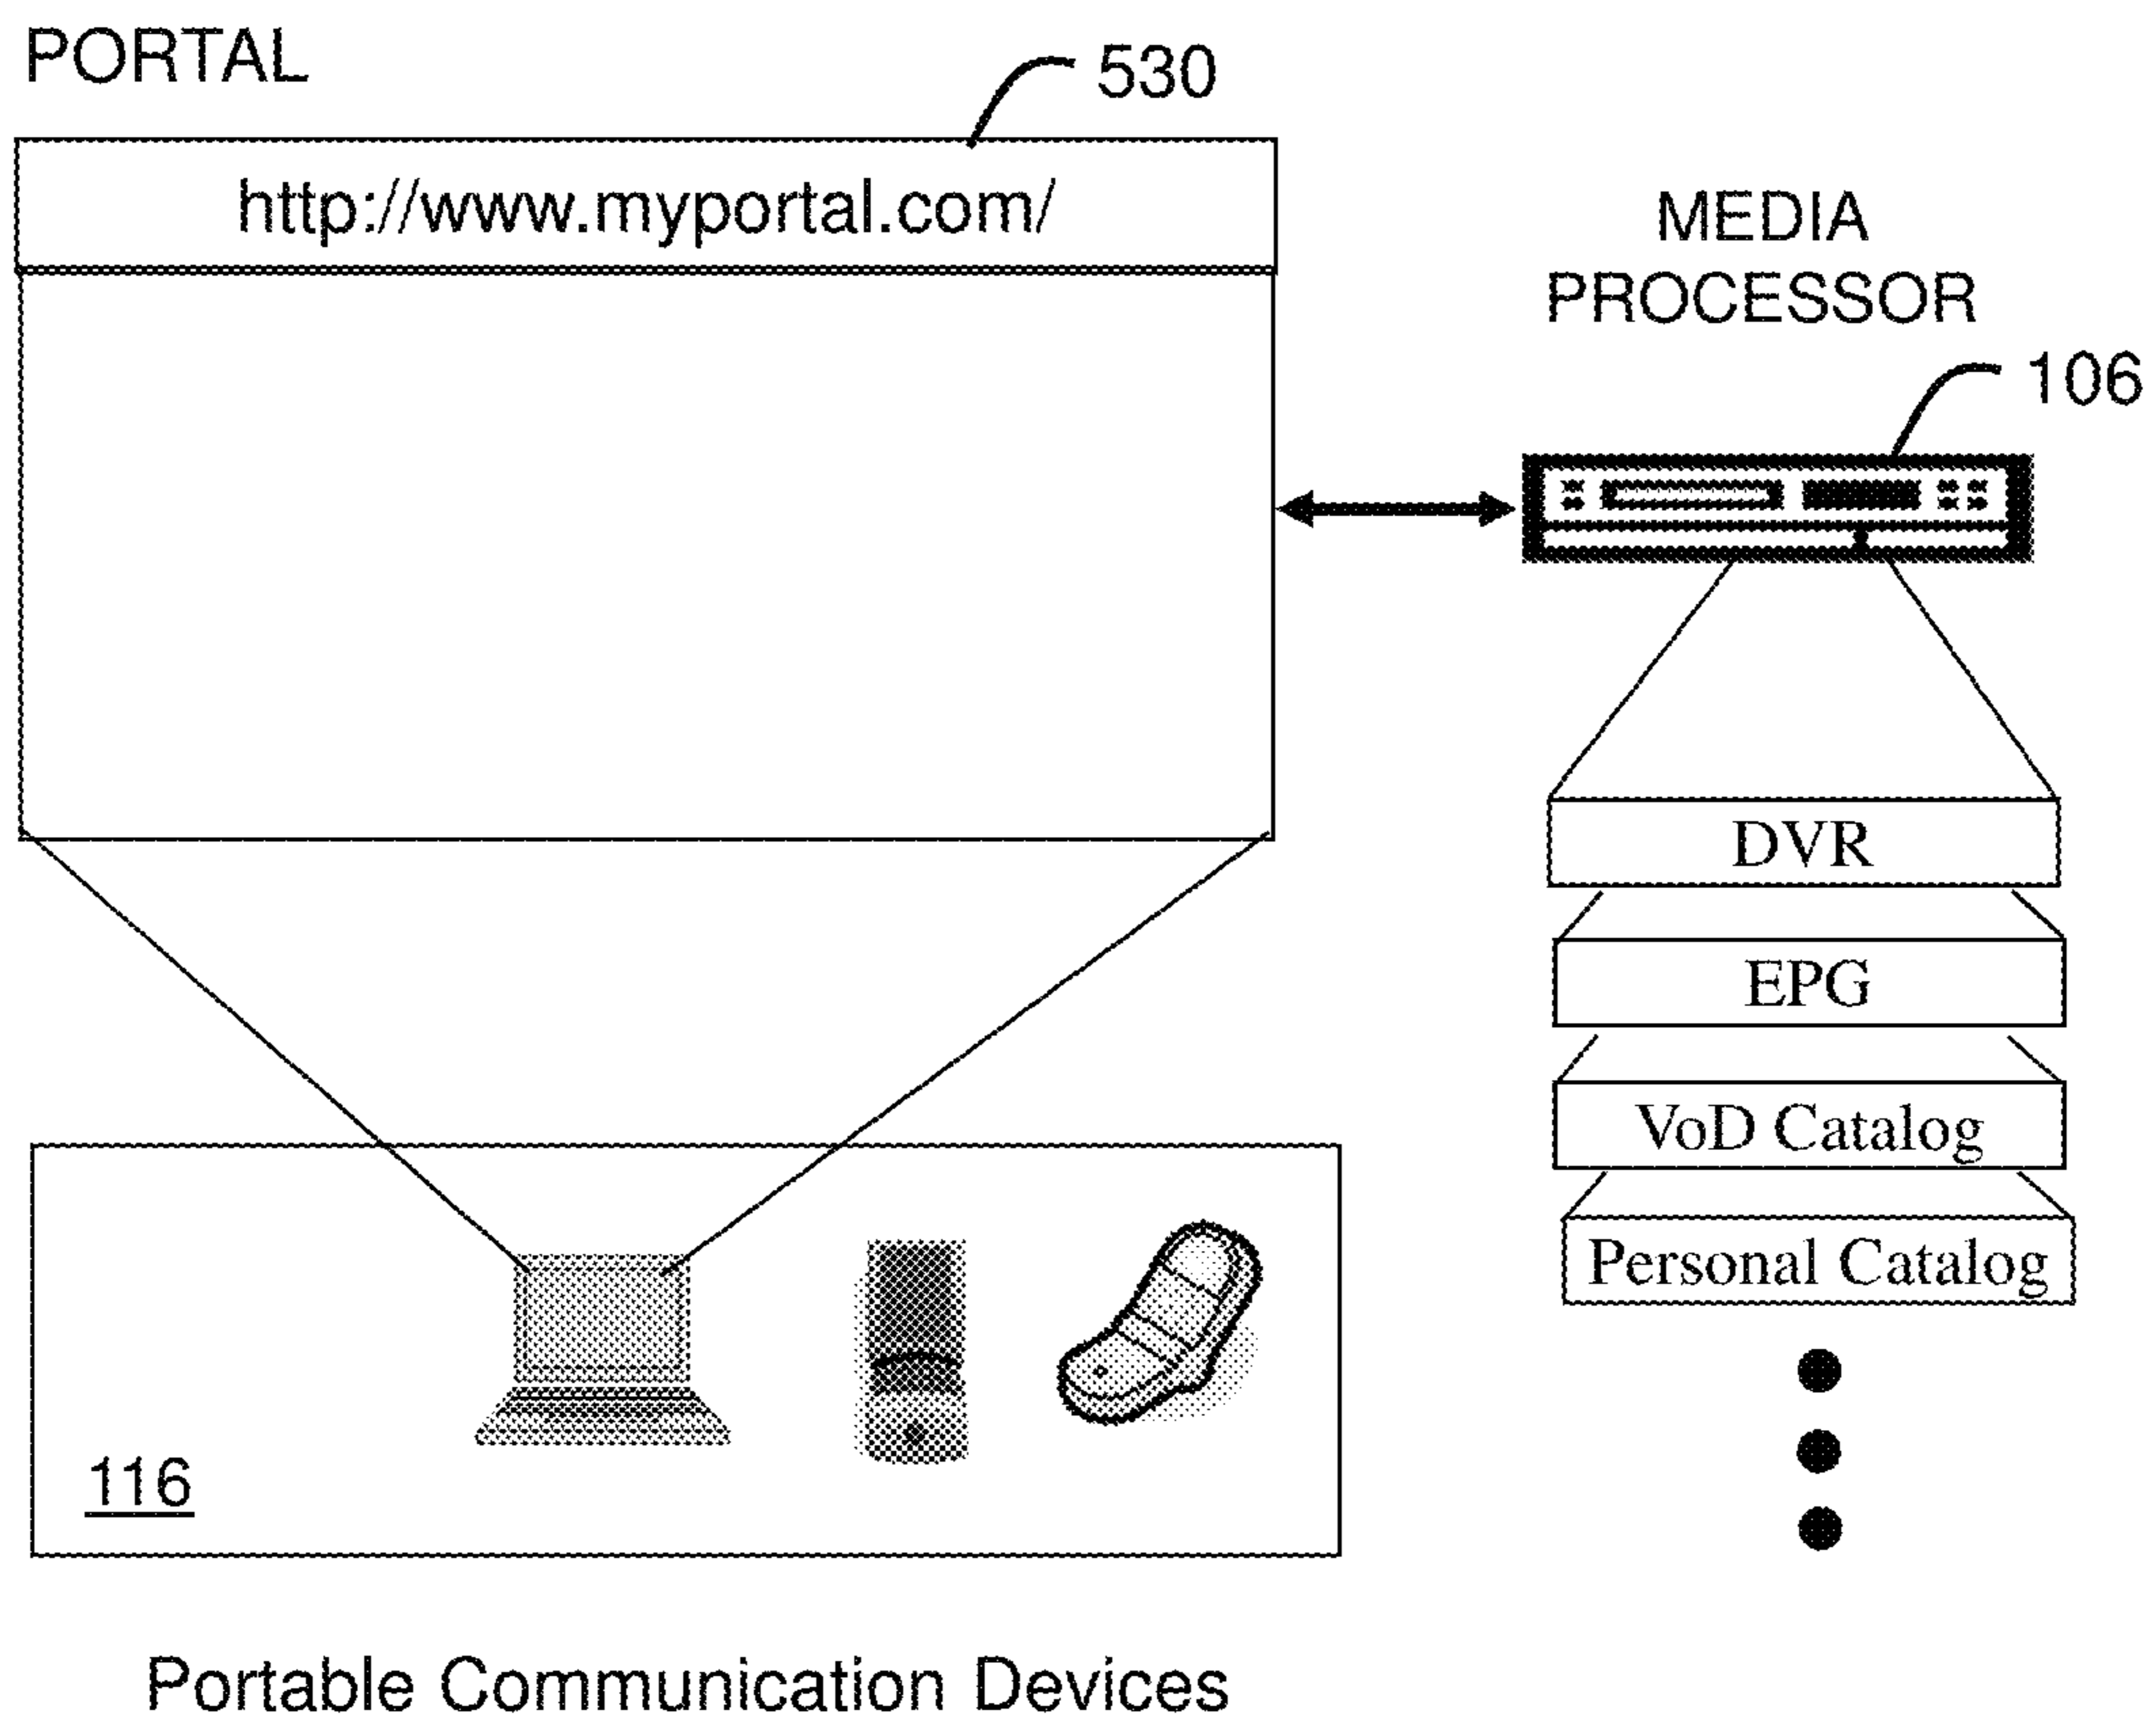 PORTAL
530
http://www.myportal.com/
MEDIA
PROCESSOR
106
DVR
EPG
VoD Catalog
Personal Catalog
116
Portable Communication Devices